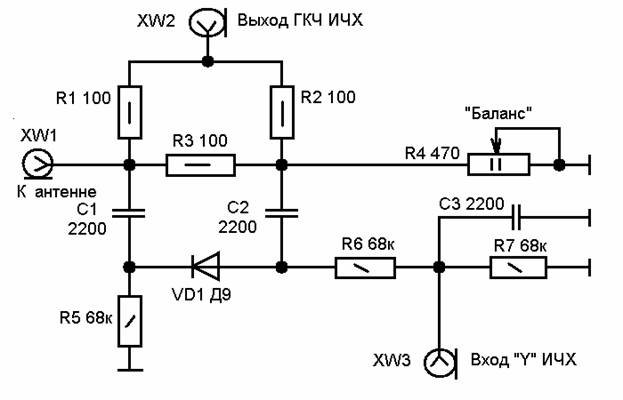 XW2 Выход ГКЧ ИЧХ
R1 100
R2 100
"Баланс"
XW1
R3 100
R4 470
К антенне
C1
2200
C2
2200
C3 2200
R6 68к
R7 68к
VD1 Д9
R5 68к
XW3
Вход "Y" ИЧХ